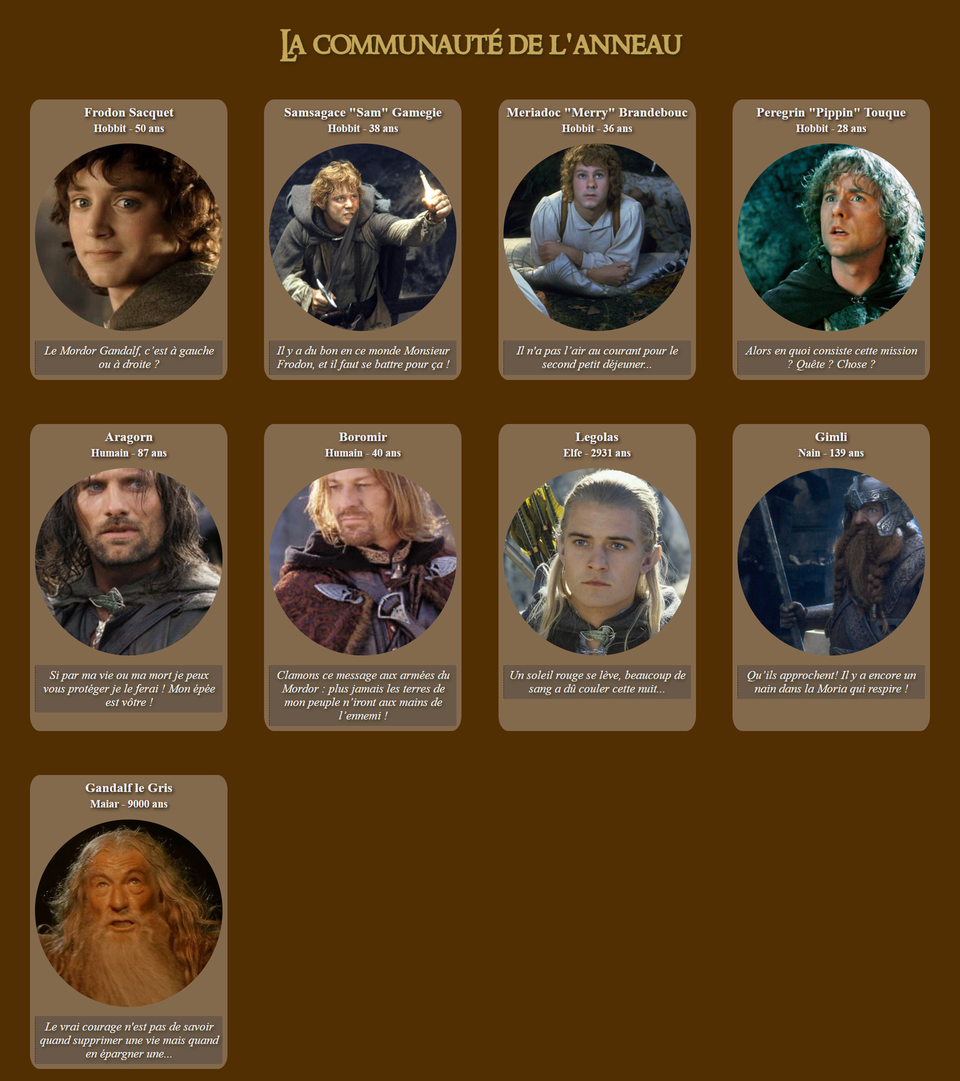 La communauté de l'anneau
Frodon Sacquet
Hobbit - 50 ans
Le Mordor Gandalf, c’est à gauche
ou à droite ?
Samsagace "Sam" Gamegie
Hobbit - 38 ans
Il y a du bon en ce monde Monsieur
Frodon, et il faut se battre pour ça !
Meriadoc "Merry" Brandebouc
Hobbit - 36 ans
Il n'a pas l’air au courant pour le
second petit déjeuner...
Peregrin "Pippin" Touque
Hobbit - 28 ans
Alors en quoi consiste cette mission
? Quête ? Chose ?
Aragorn
Humain - 87 ans
Si par ma vie ou ma mort je peux
vous protéger je le ferai ! Mon épée
est vôtre !
Boromir
Humain - 40 ans
Clamons ce message aux armées du
Mordor : plus jamais les terres de
mon peuple n’iront aux mains de
l’ennemi !
Legolas
Elfe - 2931 ans
Un soleil rouge se lève, beaucoup de
sang a dû couler cette nuit...
Gimli
Nain - 139 ans
Qu’ils approchent! Il y a encore un
nain dans la Moria qui respire !
Gandalf le Gris
Maiar - 9000 ans
Le vrai courage n'est pas de savoir
quand supprimer une vie mais quand
en épargner une...